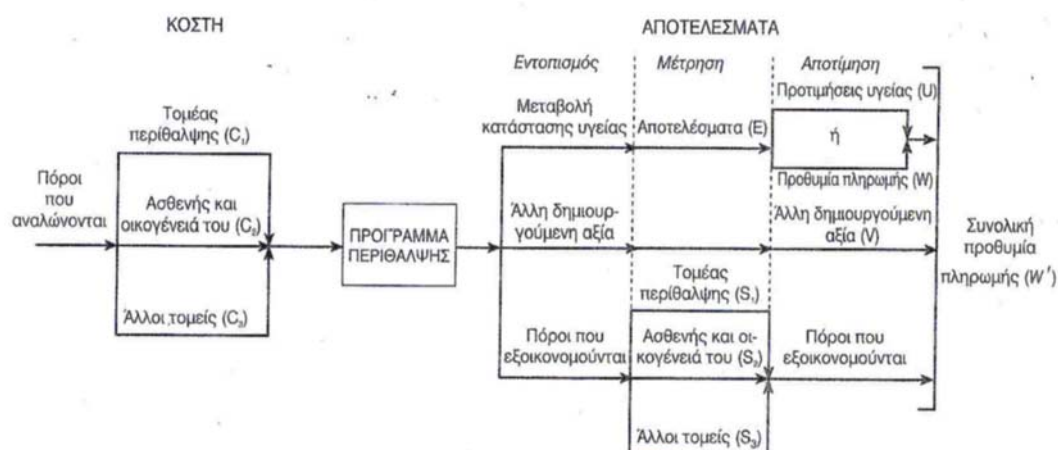 ΚΟΣΤΗ
ΑΠΟΤΕΛΕΣΜΑΤΑ
Εντοπισμός
Μέτρηση
Αποτίμηση
Τομέας
περίθαλψης (C₁)
Πόροι
που
αναλώνονται
Ασθενής και
οικογένειά του (C₂)
Άλλοι τομείς (C₃)
ΠΡΟΓΡΑΜΜΑ
ΠΕΡΙΘΑΛΨΗΣ
Μεταβολή
κατάστασης υγείας
Αποτελέσματα (E)
Προτιμήσεις υγείας (U)
ή
Προθυμία πληρωμής (W)
Άλλη δημιουρ-
γούμενη αξία
Άλλη δημιουργούμενη
αξία (V)
Τομέας
περίθαλψης (S₁)
Πόροι που
εξοικονομούνται
Ασθενής και οι-
κογένειά του (S₂)
Άλλοι τομείς (S₃)
Πόροι που
εξοικονομούνται
Συνολική
προθυμία
πληρωμής (W')